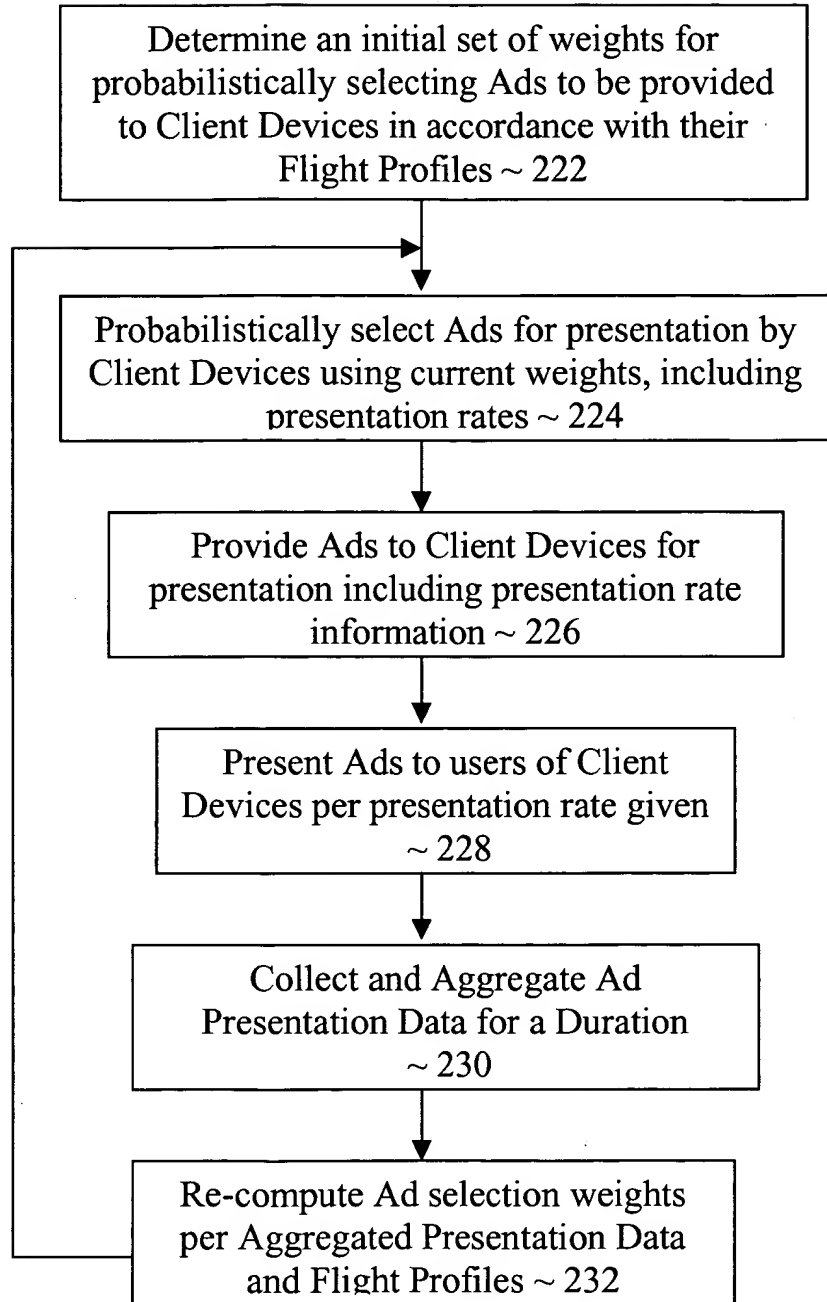 Determine an initial set of weights for
probabilistically selecting Ads to be provided
to Client Devices in accordance with their
Flight Profiles ~ 222
Probabilistically select Ads for presentation by
Client Devices using current weights, including
presentation rates ~ 224
Provide Ads to Client Devices for
presentation including presentation rate
information ~ 226
Present Ads to users of Client
Devices per presentation rate given
~ 228
Collect and Aggregate Ad
Presentation Data for a Duration
~ 230
Re-compute Ad selection weights
per Aggregated Presentation Data
and Flight Profiles ~ 232